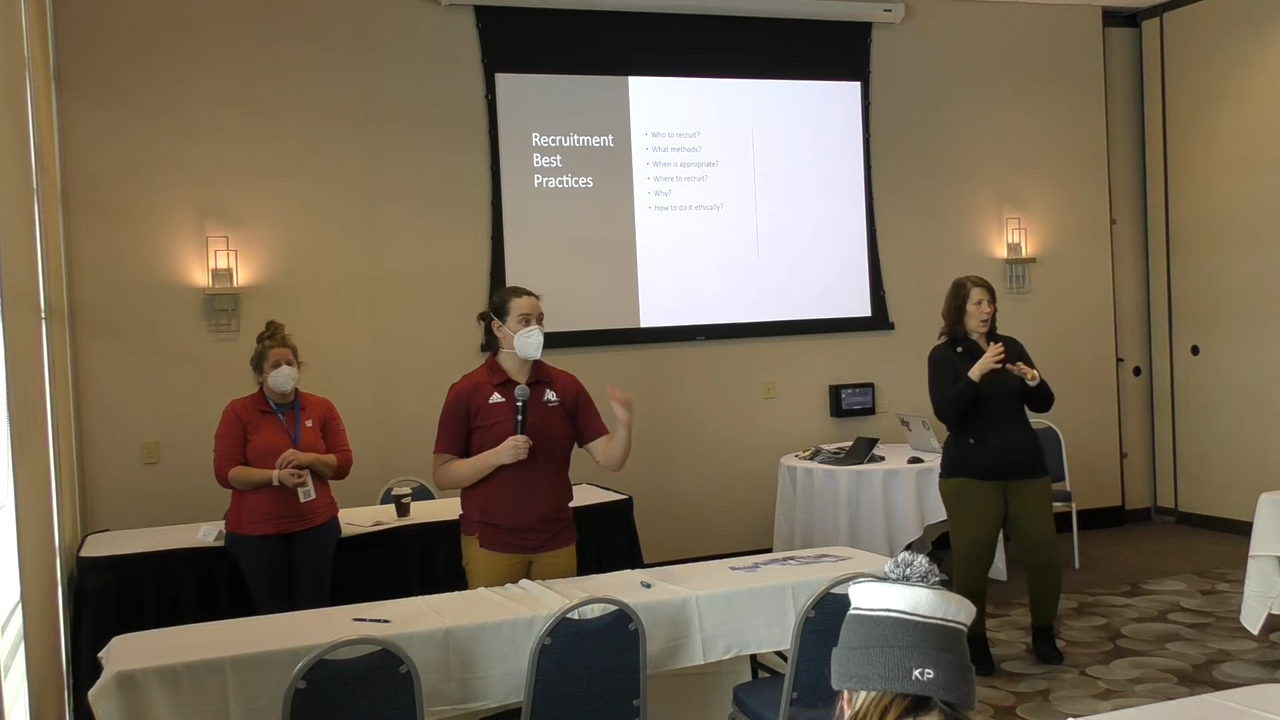 Recruitment
Best
Practices
• Who to recruit?
• What methods?
• When is appropriate?
• Where to recruit?
• Why?
• How to do it ethically?
W
KP